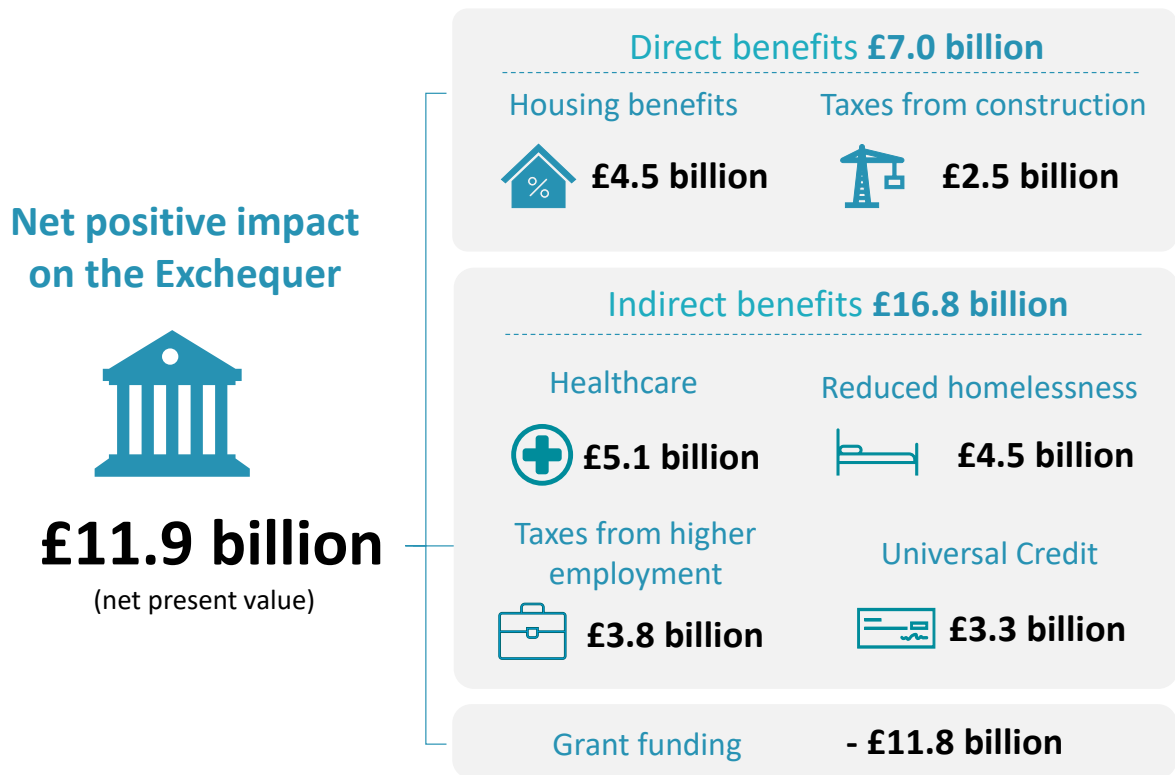 Net positive impact
on the Exchequer
£11.9 billion
(net present value)
Direct benefits £7.0 billion
Housing benefits
%
£4.5 billion
Taxes from construction
£2.5 billion
Indirect benefits £16.8 billion
Healthcare
£5.1 billion
Reduced homelessness
£4.5 billion
Taxes from higher
employment
£3.8 billion
Universal Credit
£3.3 billion
Grant funding - £11.8 billion